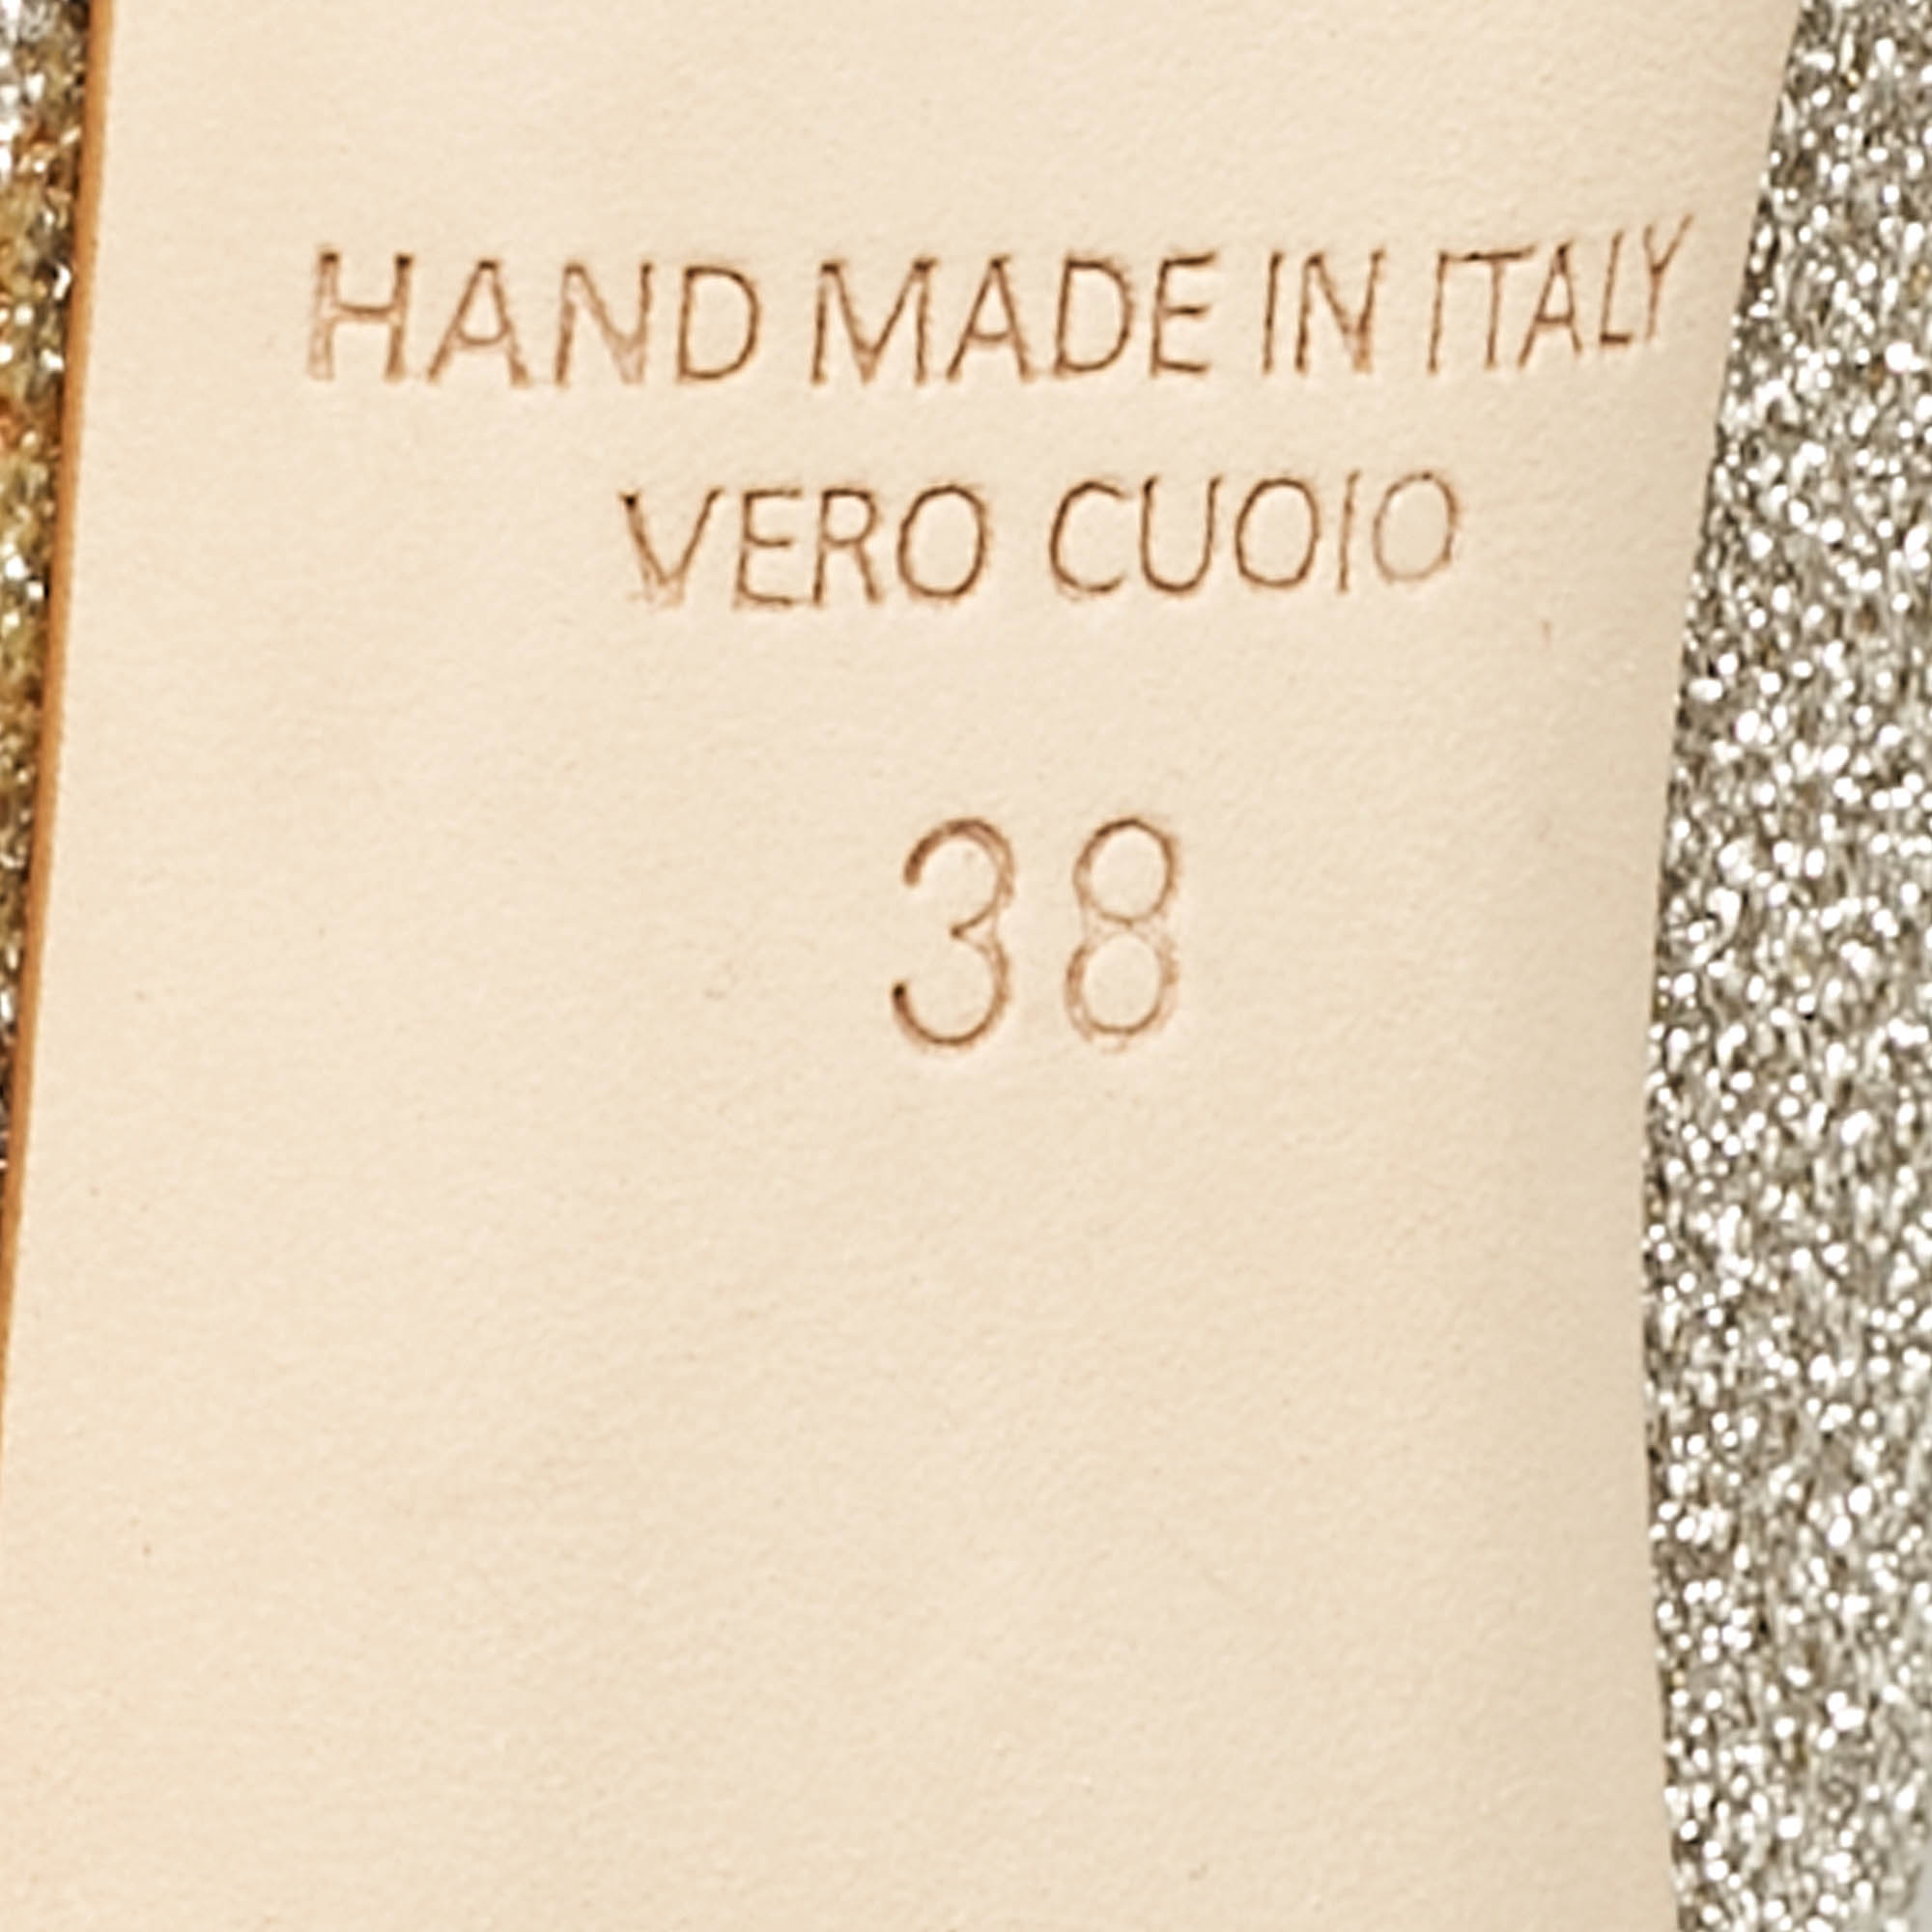 HAND MADE IN ITALY
VERO CUOIO
38